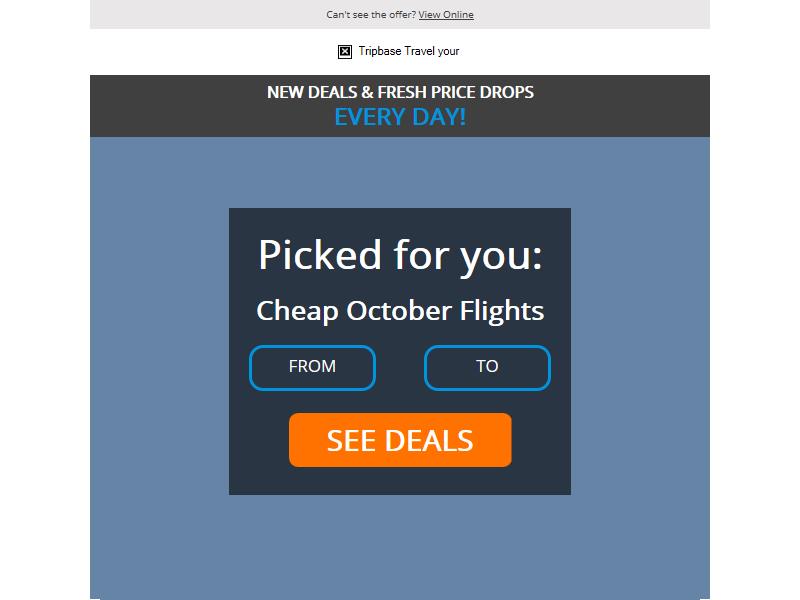 Can't see the offer? View Online
Tripbase Travel your
NEW DEALS & FRESH PRICE DROPS
EVERY DAY!
Picked for you:
Cheap October Flights
FROM TO
SEE DEALS